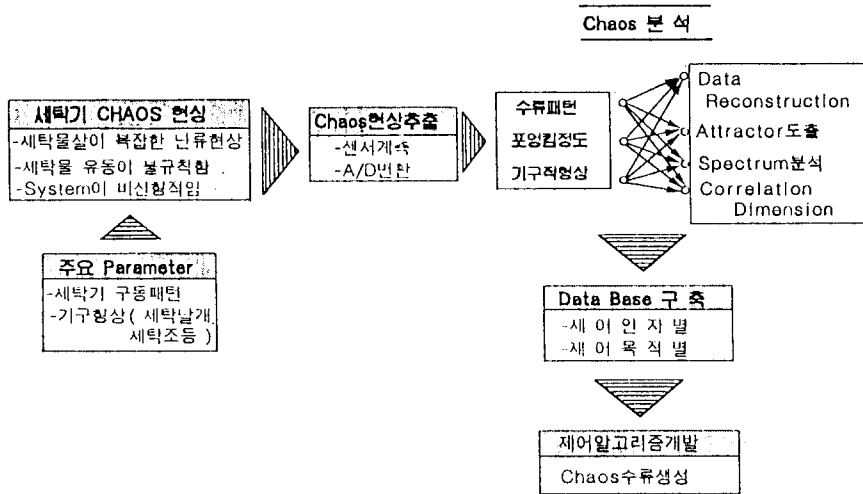 Chaos 분 석
세탁기 CHAOS 현상
-세탁물살이 복잡한 난류현상
-세탁물 유동이 불규칙함
-System이 비선형적임
주요 Parameter
-세탁기 구동패턴
-기구형상( 세탁날개,
세탁조등 )
Chaos현상추출
-센서계측
-A/D변환
수류패턴
포엉킴정도
기구적형상
Data
Reconstruction
Attractor도출
Spectrum분석
Correlation
Dimension
Data Base 구 축
-제 어 인 자 별
-제 어 목 적 별
제어알고리즘개발
Chaos수류생성